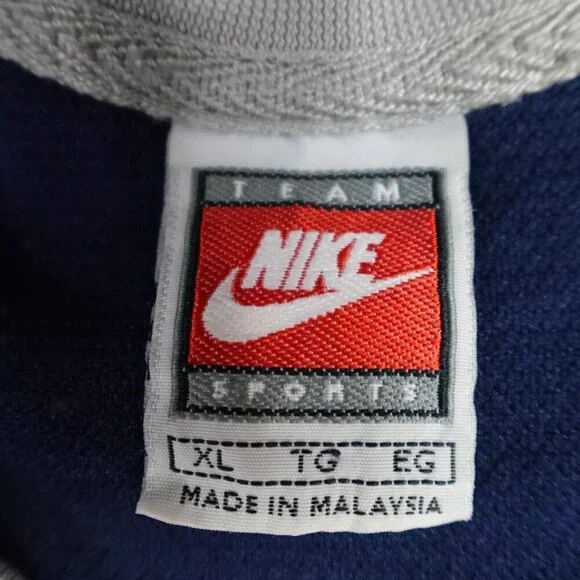 TEAM
NIKE
SPORTS
XL TG EG
MADE IN MALAYSIA